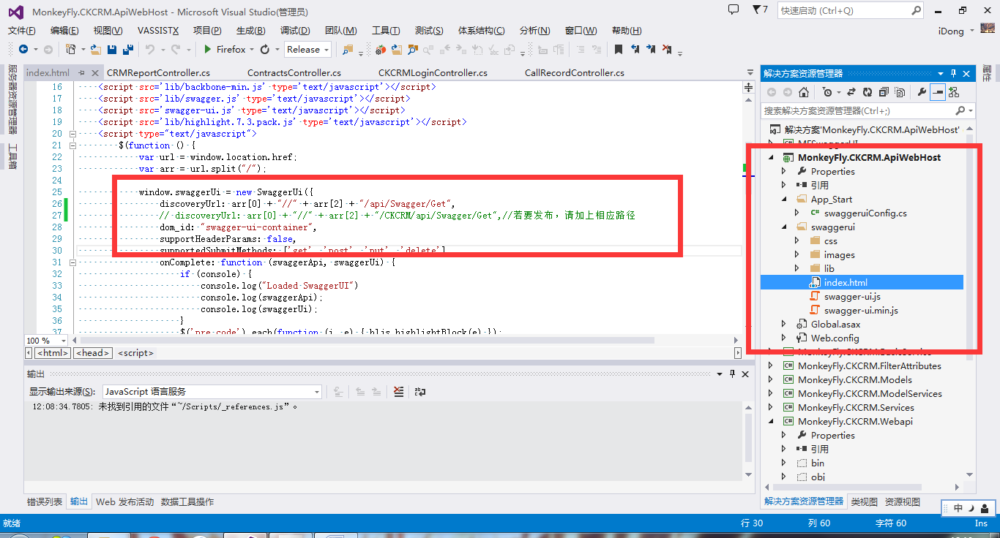 MonkeyFly.CKCRM.ApiWebHost - Microsoft Visual Studio(管理员)
7
快速启动 (Ctrl+Q)
文件(F) 编辑(E) 视图(V) VASSISTX 项目(P) 生成(B) 调试(D) 团队(M) 工具(T) 测试(S) 体系结构(C) 分析(N) 窗口(W) 帮助(H)
iDong
Firefox
Release
服务器资源管理器
工具箱
index.html CRMReportController.cs ContractsController.cs CKCRMLoginController.cs CallRecordController.cs
16 <script src='lib/backbone-min.js' type='text/javascript'></script>
17 <script src='lib/swagger.js' type='text/javascript'></script>
18 <script src='swagger-ui.js' type='text/javascript'></script>
19 <script src='lib/highlight.7.3.pack.js' type='text/javascript'></script>
20 <script type="text/javascript">
21 $(function () {
22 var url = window.location.href;
23 var arr = url.split("/");
24
25 window.swaggerUi = new SwaggerUi({
26 discoveryUrl: arr[0] + "//" + arr[2] + "/api/Swagger/Get",
27 // discoveryUrl: arr[0] + "//" + arr[2] + "/CKCRM/api/Swagger/Get",//若要发布，请加上相应路径
28 dom_id: "swagger-ui-container",
29 supportHeaderParams: false,
30 supportedSubmitMethods: ['get', 'post', 'put', 'delete'],
31 onComplete: function (swaggerApi, swaggerUi) {
32 if (console) {
33 console.log("Loaded SwaggerUI")
34 console.log(swaggerApi);
35 console.log(swaggerUi);
36 }
37 $('pre code').each(function (i, e) { hljs.highlightBlock(e) });
100 %
<html> <head> <script>
输出
显示输出来源(S): JavaScript 语言服务
12:08:34.7805: 未找到引用的文件“~/Scripts/_references.js”。
错误列表 输出 Web 发布活动 数据工具操作
解决方案资源管理器
搜索解决方案资源管理器(Ctrl+;)
解决方案'MonkeyFly.CKCRM.ApiWebHost'
MFSwaggerUI
MonkeyFly.CKCRM.ApiWebHost
Properties
引用
App_Start
C# swaggeruiConfig.cs
swaggerui
css
images
lib
index.html
swagger-ui.js
swagger-ui.min.js
Global.asax
Web.config
MonkeyFly.CKCRM.BasicService
C# MonkeyFly.CKCRM.FilterAttributes
C# MonkeyFly.CKCRM.Models
C# MonkeyFly.CKCRM.ModelServices
C# MonkeyFly.CKCRM.Services
C# MonkeyFly.CKCRM.Webapi
Properties
引用
bin
obj
解决方案资源管理器 类视图 资源视图
属性
中
就绪 行 30 列 60 字符 60 Ins